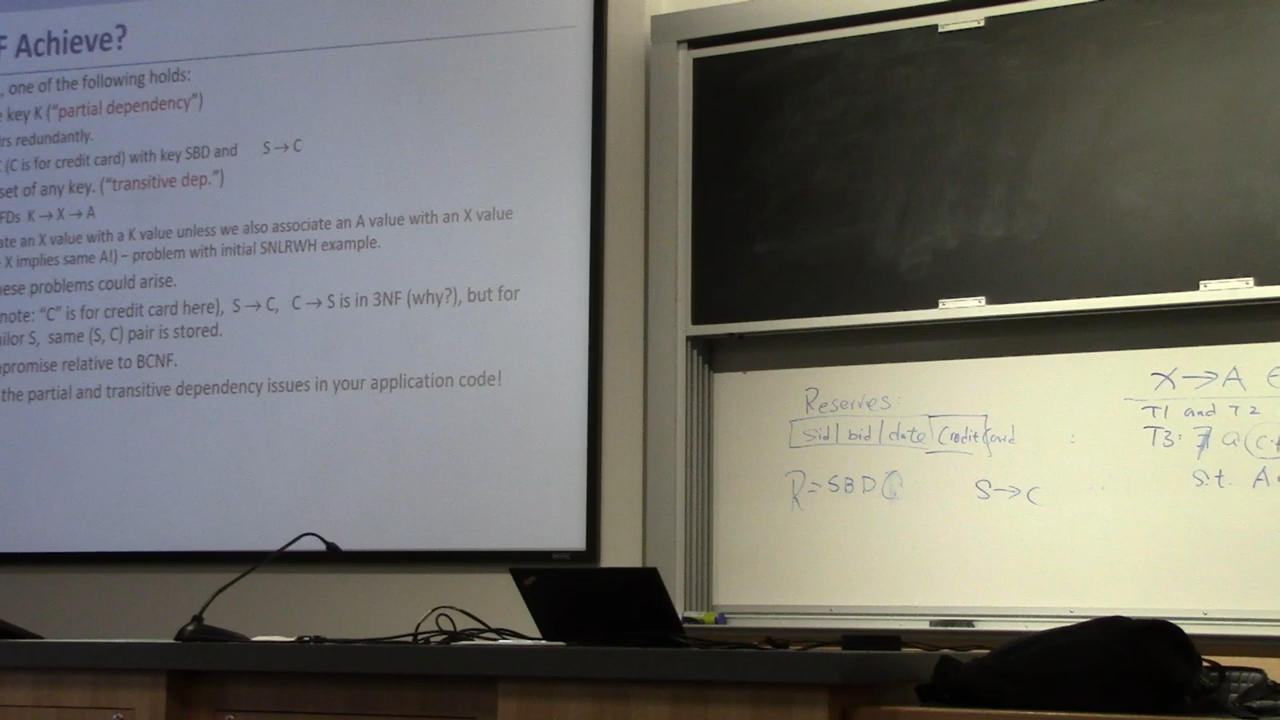 F Achieve?
, one of the following holds:
e key K ("partial dependency")
irs redundantly.
(C is for credit card) with key SBD and S → C
set of any key. ("transitive dep.")
FDs K → X → A
ate an X value with a K value unless we also associate an A value with an X value
X implies same A!) – problem with initial SNLRWH example.
ese problems could arise.
note: "C" is for credit card here), S → C, C → S is in 3NF (why?), but for
ilor S, same (S, C) pair is stored.
promise relative to BCNF.
the partial and transitive dependency issues in your application code!
Reserves:
Sid | bid | date | Credit Card
R = SBDC
S → C
X → A ∈
T1 and T2
T3: a
s.t. A